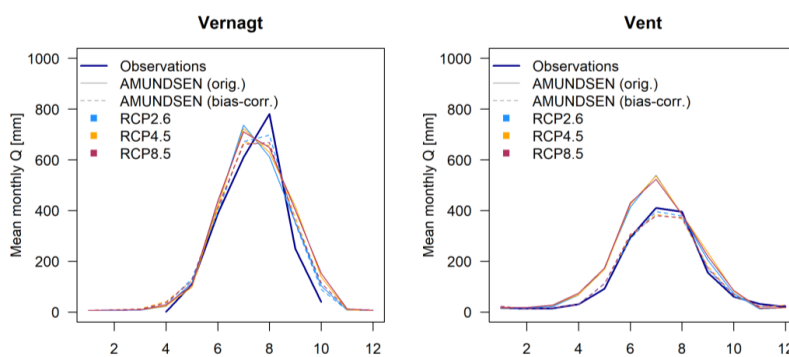 Vernagt
Mean monthly Q [mm]
1000
800
600
400
200
0
Observations
AMUNDSEN (orig.)
AMUNDSEN (bias-corr.)
RCP2.6
RCP4.5
RCP8.5
2 4 6 8 10 12
Vent
Mean monthly Q [mm]
1000
800
600
400
200
0
Observations
AMUNDSEN (orig.)
AMUNDSEN (bias-corr.)
RCP2.6
RCP4.5
RCP8.5
2 4 6 8 10 12